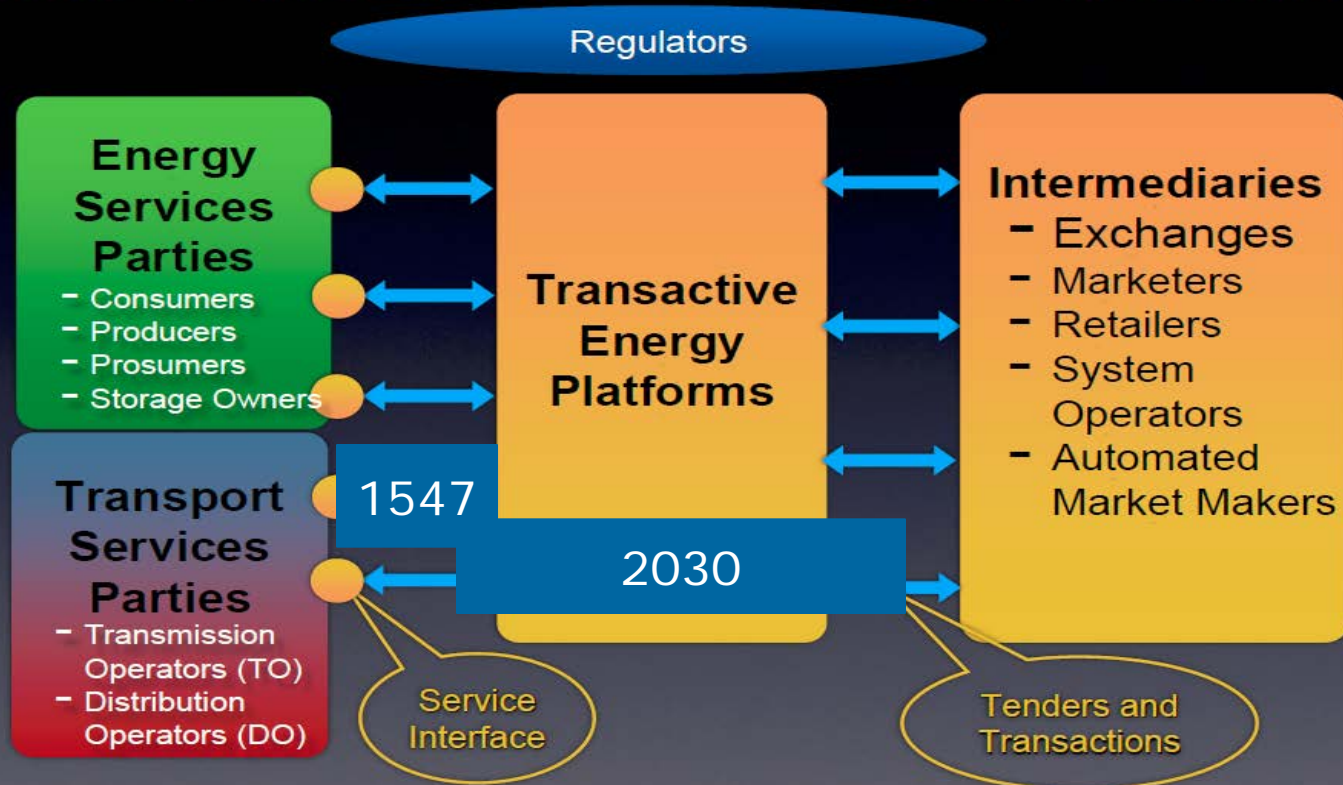 Regulators
Energy
Services
Parties
- Consumers
- Producers
- Prosumers
- Storage Owners
Transport
Services
Parties
- Transmission
Operators (TO)
- Distribution
Operators (DO)
1547
2030
Service
Interface
Transactive
Energy
Platforms
Intermediaries
- Exchanges
- Marketers
- Retailers
- System
Operators
- Automated
Market Makers
Tenders and
Transactions